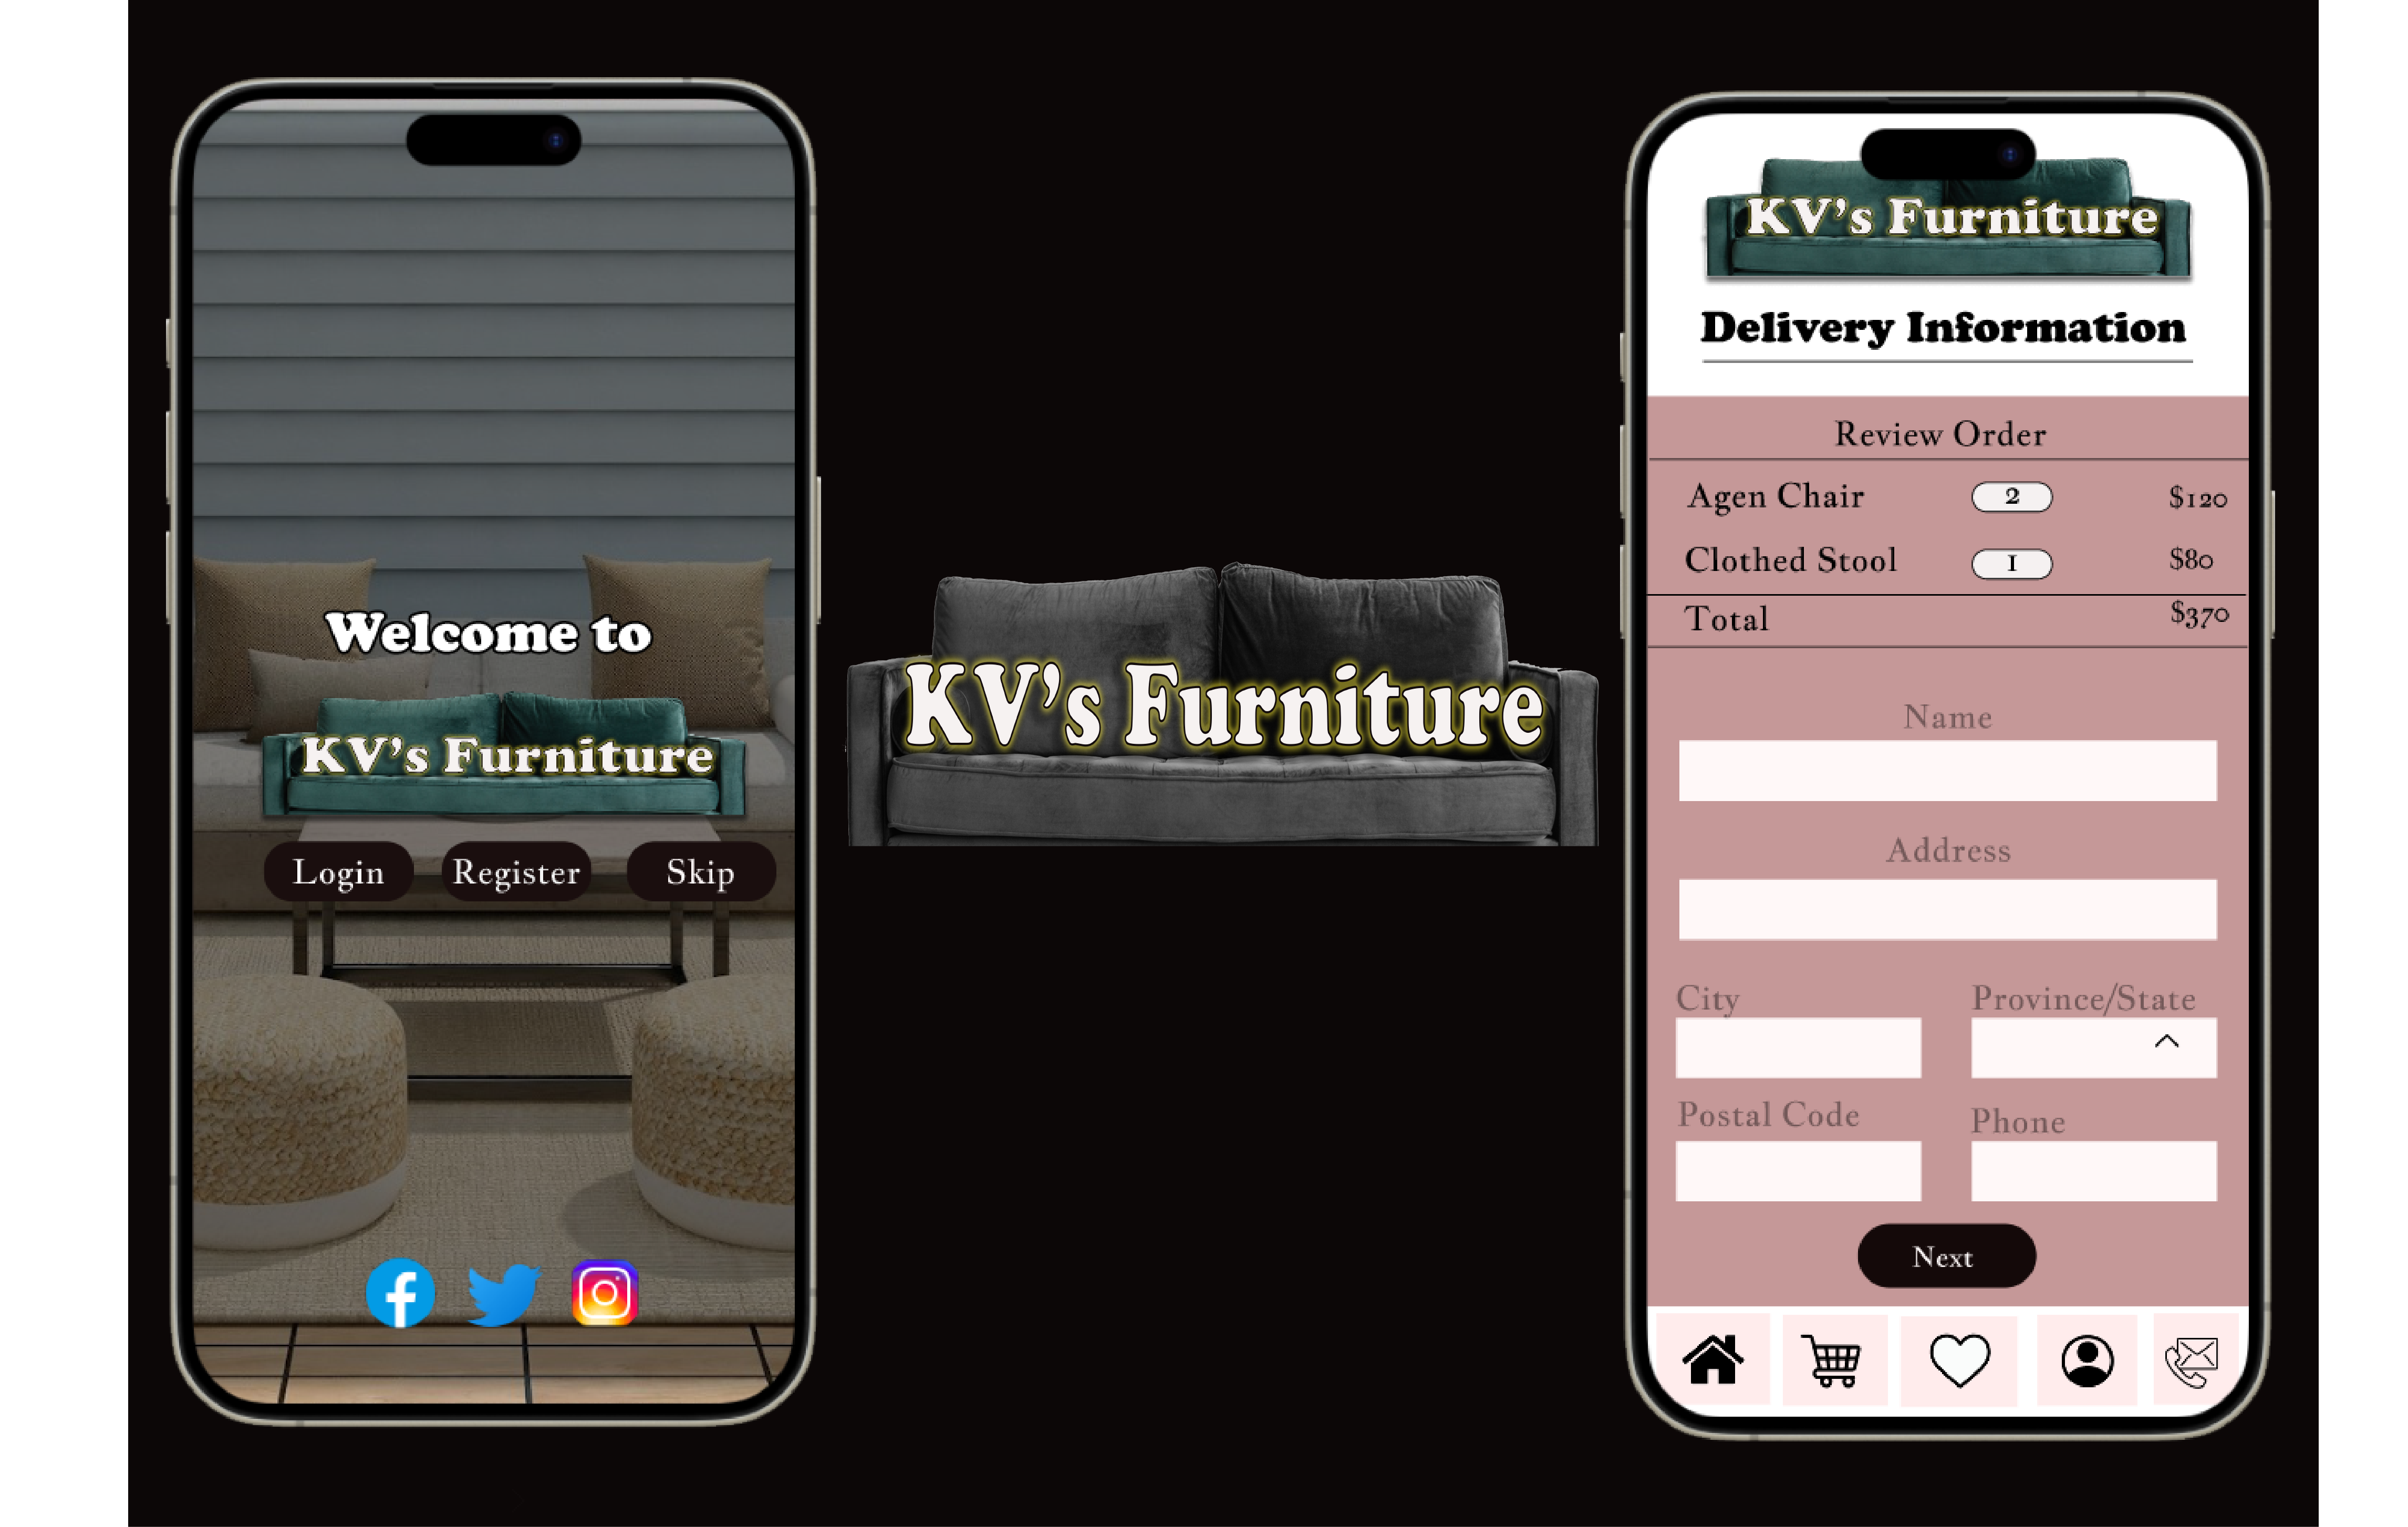 Welcome to
KV's Furniture
Login Register Skip
KV's Furniture
KV's Furniture
Delivery Information
Review Order
Agen Chair 2 $120
Clothed Stool 1 $80
Total $370
Name
Address
City Province/State
Postal Code Phone
Next